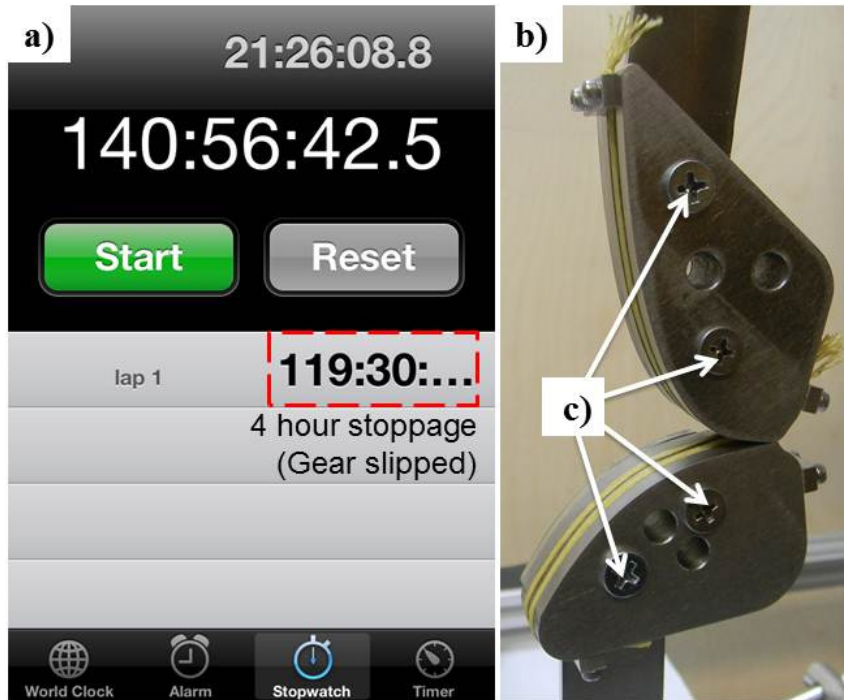 a)
21:26:08.8
140:56:42.5
Start
Reset
lap 1
119:30:...
4 hour stoppage
(Gear slipped)
World Clock
Alarm
Stopwatch
Timer
b)
c)